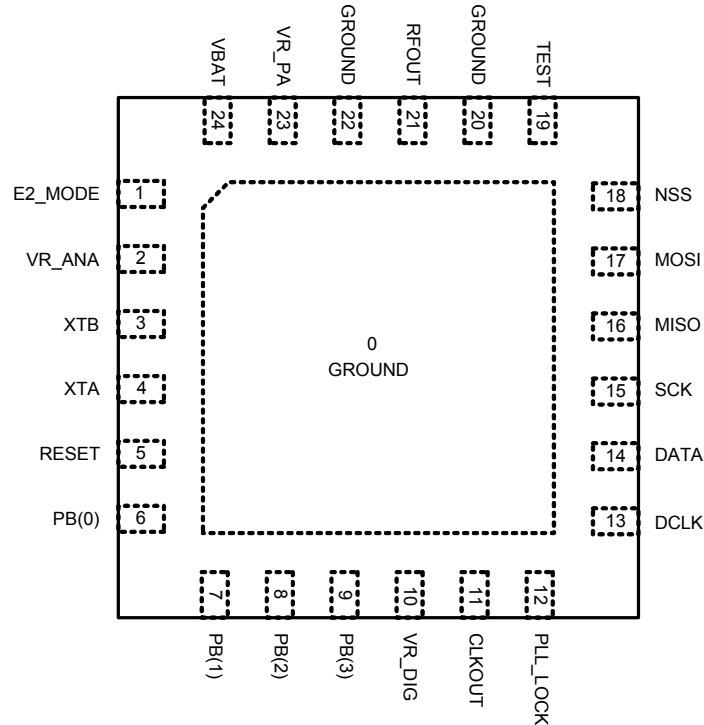 VBAT
VR_PA
GROUND
RFOUT
GROUND
TEST
24
23
22
21
20
19
E2_MODE 1
VR_ANA 2
XTB 3
XTA 4
RESET 5
PB(0) 6
0
GROUND
18 NSS
17 MOSI
16 MISO
15 SCK
14 DATA
13 DCLK
7
8
9
10
11
12
PB(1)
PB(2)
PB(3)
VR_DIG
CLKOUT
PLL_LOCK